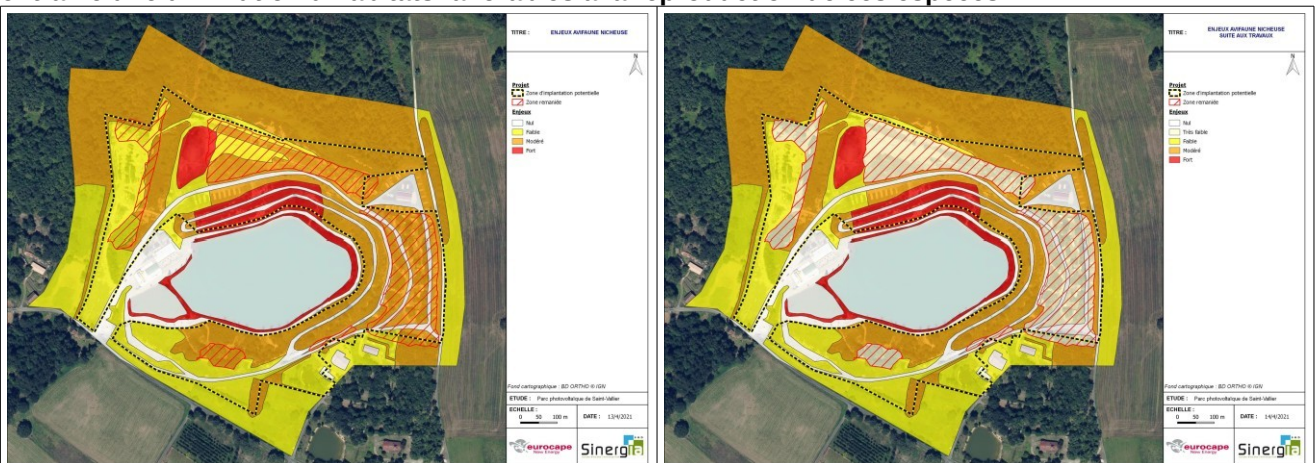 TITRE : ENJEUX AVIFAUNE NICHEUSE
Projet
Zone d'implantation potentielle
Zone remaniée
Enjeux
Nul
Faible
Modéré
Fort
Fond cartographique : BD ORTHO ® IGN
ETUDE : Parc photovoltaïque de Saint-Vallier
ECHELLE :
0 50 100 m
DATE : 13/4/2021
eurocape
New Energy
Sinergia
TITRE : ENJEUX AVIFAUNE NICHEUSE
SUITE AUX TRAVAUX
Projet
Zone d'implantation potentielle
Zone remaniée
Enjeux
Nul
Très faible
Faible
Modéré
Fort
Fond cartographique : BD ORTHO ® IGN
ETUDE : Parc photovoltaïque de Saint-Vallier
ECHELLE :
0 50 100 m
DATE : 14/4/2021
eurocape
New Energy
Sinergia